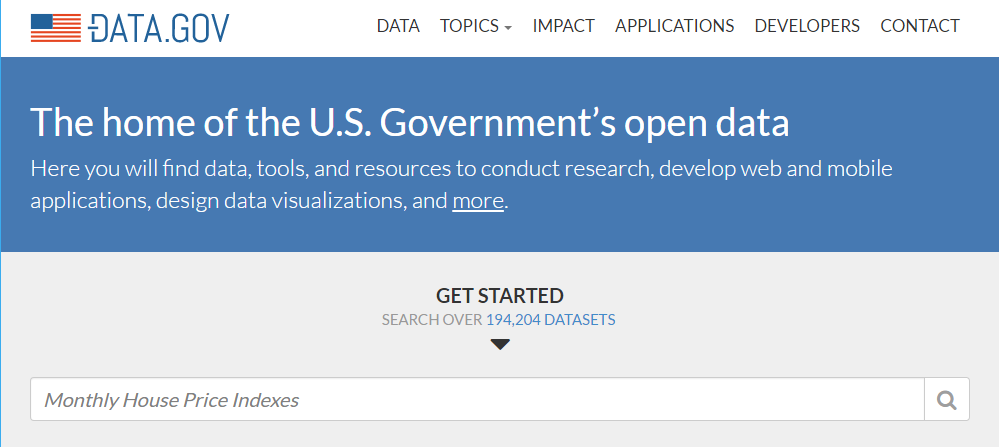 DATA.GOV
DATA TOPICS IMPACT APPLICATIONS DEVELOPERS CONTACT
The home of the U.S. Government’s open data
Here you will find data, tools, and resources to conduct research, develop web and mobile
applications, design data visualizations, and more.
GET STARTED
SEARCH OVER 194,204 DATASETS
Monthly House Price Indexes